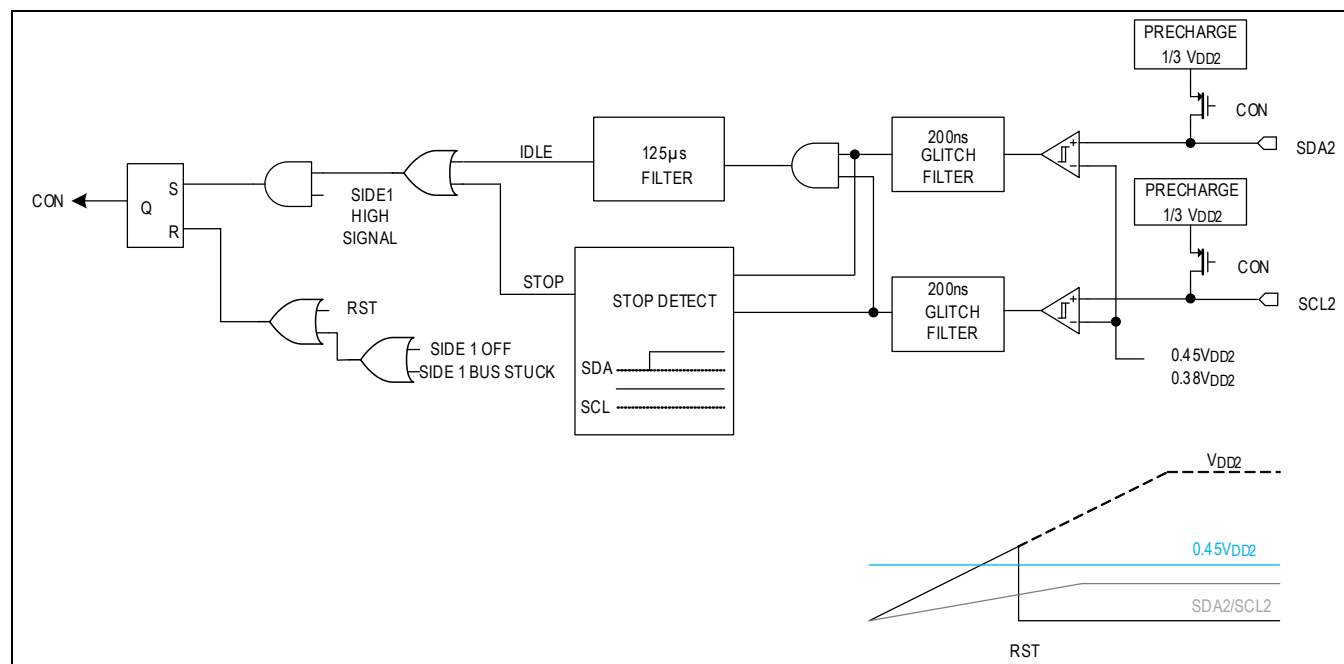 PRECHARGE
1/3 VDD2
CON
SDA2
200ns
GLITCH
FILTER
125µs
FILTER
IDLE
PRECHARGE
1/3 VDD2
CON
SCL2
S
Q
R
CON
SIDE1
HIGH
SIGNAL
STOP
STOP DETECT
SDA
SCL
200ns
GLITCH
FILTER
RST
SIDE 1 OFF
SIDE 1 BUS STUCK
0.45VDD2
0.38VDD2
+
−
+
−
VDD2
0.45VDD2
SDA2/SCL2
RST